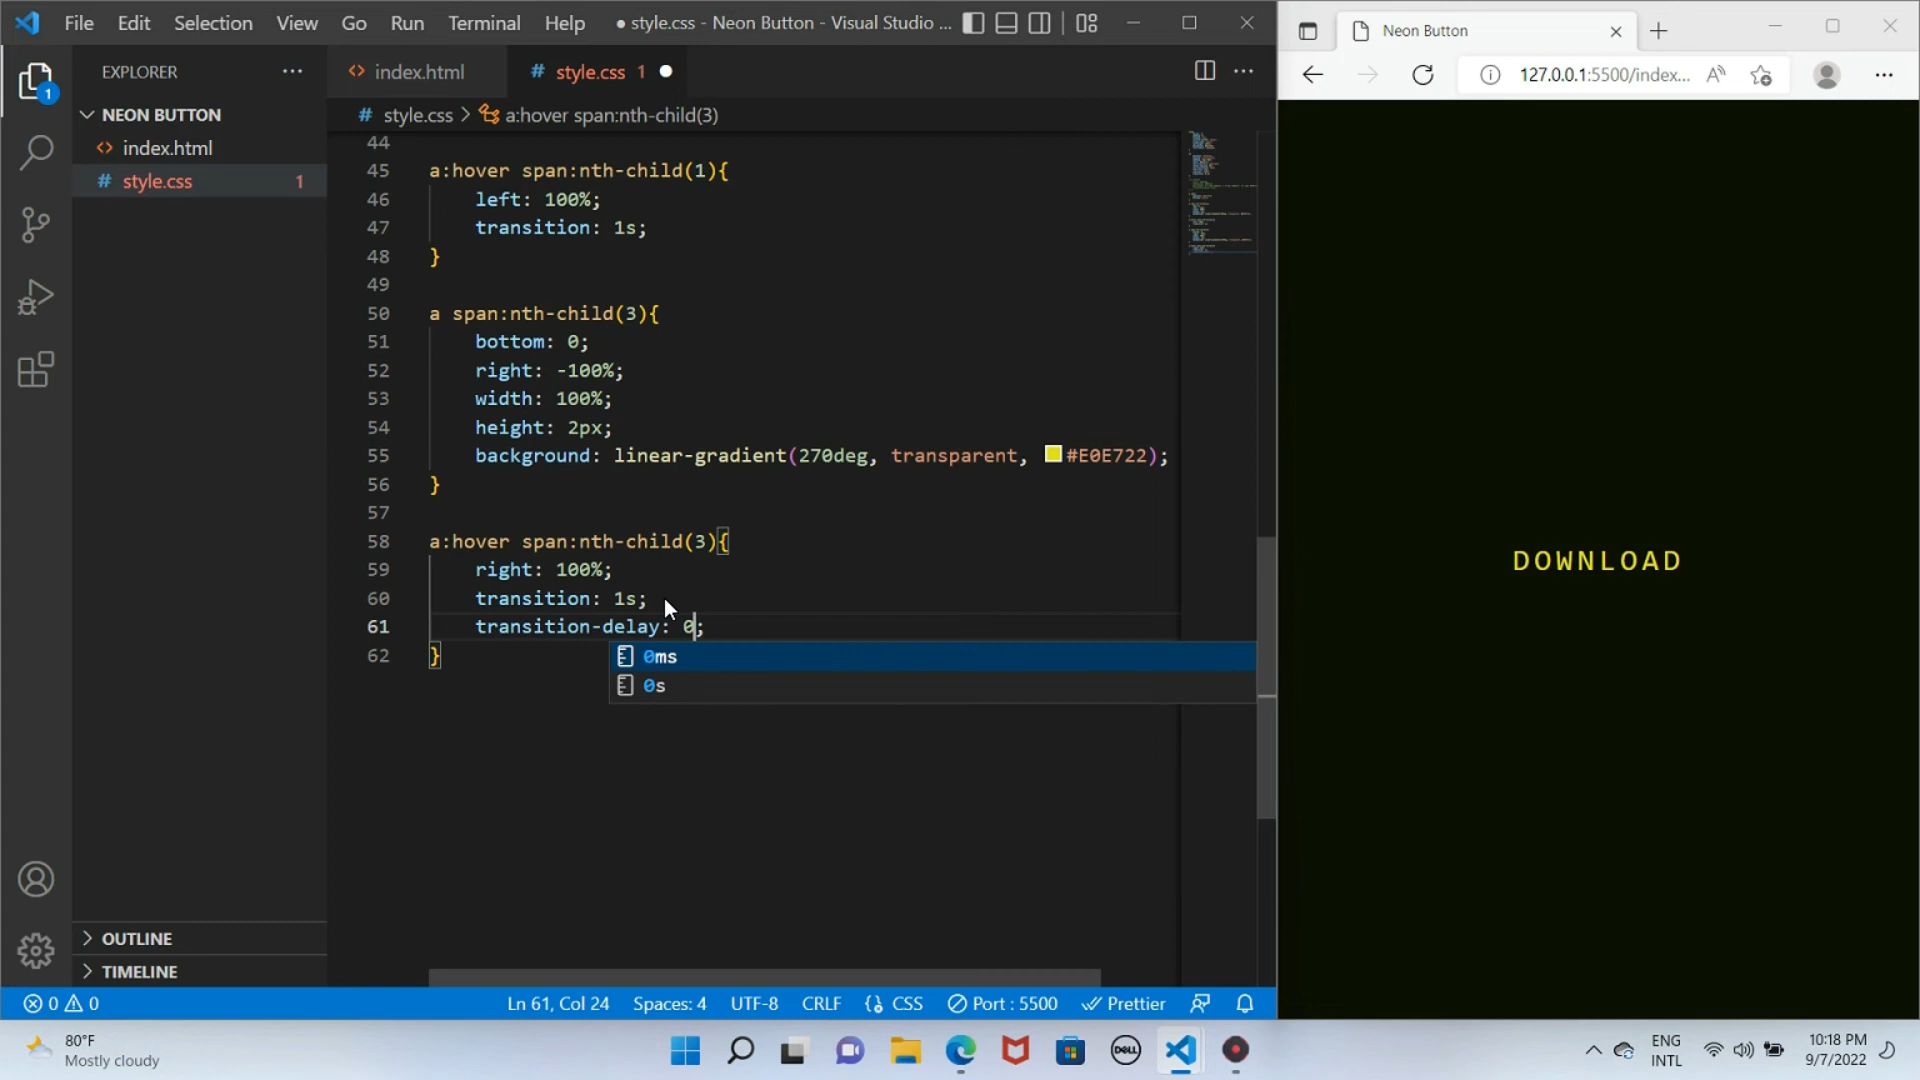 File Edit Selection View Go Run Terminal Help ● style.css - Neon Button - Visual Studio ...
EXPLORER ...
NEON BUTTON
<> index.html
# style.css 1
OUTLINE
TIMELINE
1
<> index.html # style.css 1 ●
# style.css > a:hover span:nth-child(3)
44
45 a:hover span:nth-child(1){
46 left: 100%;
47 transition: 1s;
48 }
49
50 a span:nth-child(3){
51 bottom: 0;
52 right: -100%;
53 width: 100%;
54 height: 2px;
55 background: linear-gradient(270deg, transparent, #E0E722);
56 }
57
58 a:hover span:nth-child(3){
59 right: 100%;
60 transition: 1s;
61 transition-delay: 0;
62 }
0ms
0s
0 0 Ln 61, Col 24 Spaces: 4 UTF-8 CRLF {} CSS Port : 5500 Prettier
Neon Button
127.0.0.1:5500/index...
DOWNLOAD
80°F
Mostly cloudy
DELL
ENG
INTL
10:18 PM
9/7/2022